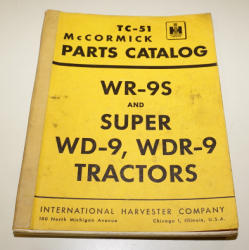 TC-51
McCORMICK
PARTS CATALOG
WR-9S
AND
SUPER
WD-9, WDR-9
TRACTORS
INTERNATIONAL HARVESTER COMPANY
180 North Michigan Avenue Chicago 1, Illinois, U.S.A.